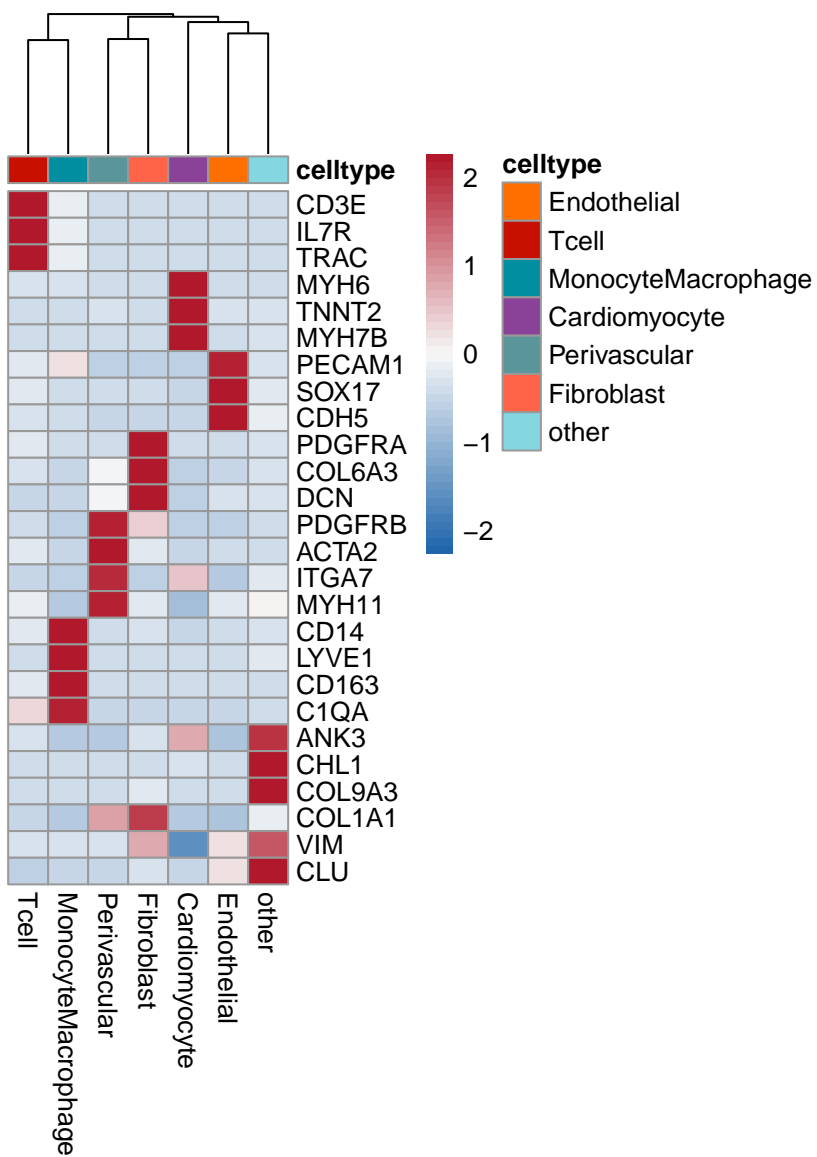 celltype
CD3E
IL7R
TRAC
MYH6
TNNT2
MYH7B
PECAM1
SOX17
CDH5
PDGFRA
COL6A3
DCN
PDGFRB
ACTA2
ITGA7
MYH11
CD14
LYVE1
CD163
C1QA
ANK3
CHL1
COL9A3
COL1A1
VIM
CLU
Tcell
MonocyteMacrophage
Perivascular
Fibroblast
Cardiomyocyte
Endothelial
other
2
1
0
−1
−2
celltype
Endothelial
Tcell
MonocyteMacrophage
Cardiomyocyte
Perivascular
Fibroblast
other